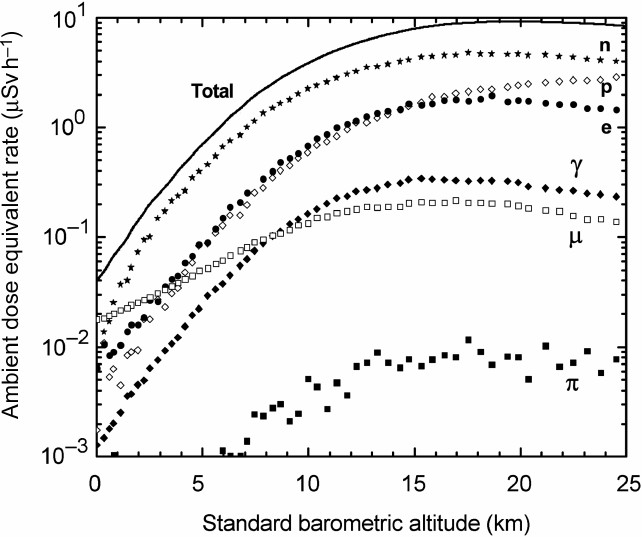 Ambient dose equivalent rate (μSv h⁻¹)
10¹
10⁰
10⁻¹
10⁻²
10⁻³
Total
n
p
e
γ
μ
π
0
5
10
15
20
25
Standard barometric altitude (km)